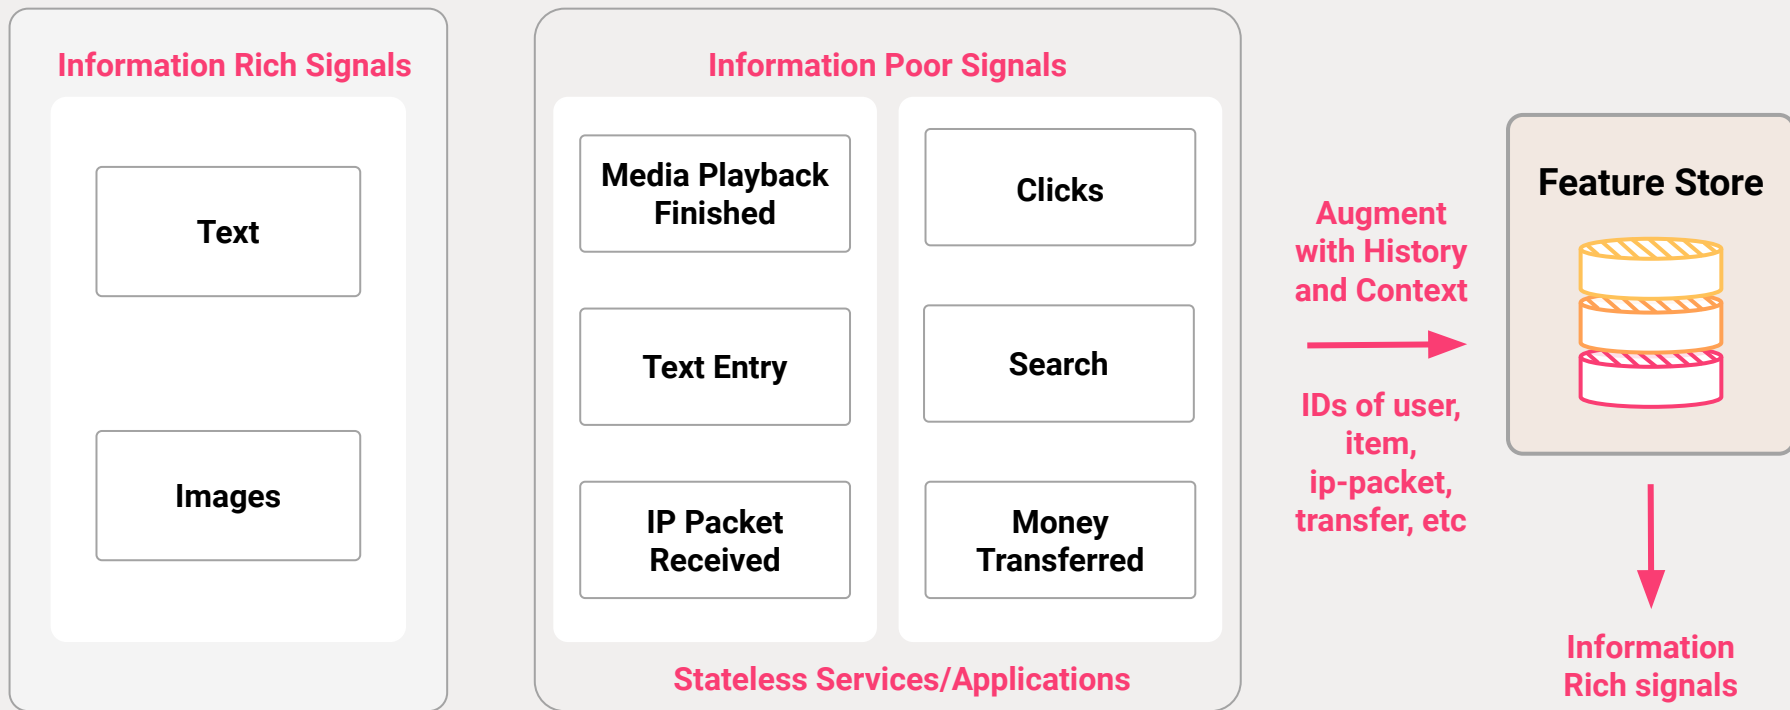 Information Rich Signals
Text
Images
Information Poor Signals
Media Playback
Finished
Clicks
Text Entry
Search
IP Packet
Received
Money
Transferred
Stateless Services/Applications
Augment
with History
and Context
IDs of user,
item,
ip-packet,
transfer, etc
Feature Store
Information
Rich signals